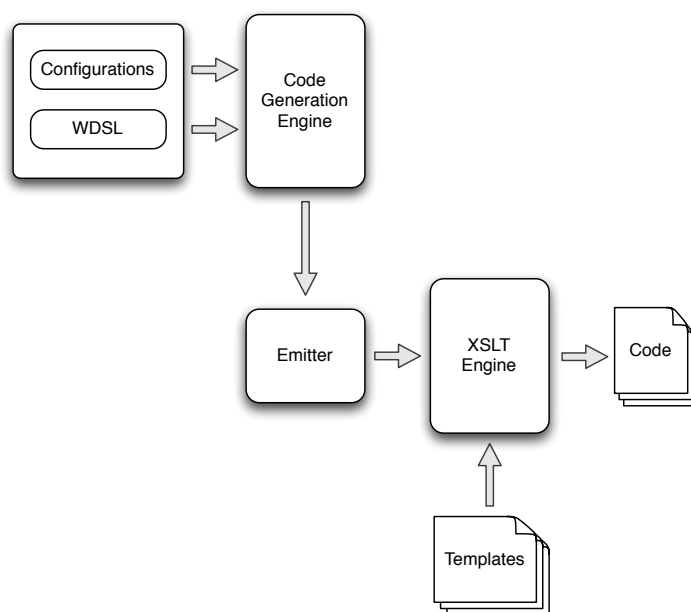 Configurations
WDSL
Code
Generation
Engine
Emitter
XSLT
Engine
Code
Templates